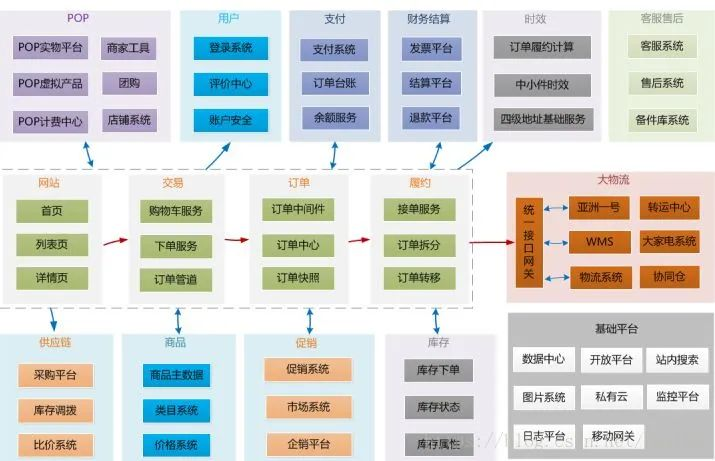 POP
用户
支付
财务结算
时效
客服售后
POP实物平台
商家工具
登录系统
支付系统
发票平台
订单履约计算
客服系统
POP虚拟产品
团购
评价中心
订单台账
结算平台
中小件时效
售后系统
POP计费中心
店铺系统
账户安全
余额服务
退款平台
四级地址基础服务
备件库系统
网站
交易
订单
履约
大物流
首页
购物车服务
订单中间件
接单服务
统一接口网关
亚洲一号
转运中心
列表页
下单服务
订单中心
订单拆分
WMS
大家电系统
详情页
订单管道
订单快照
订单转移
物流系统
协同仓
供应链
商品
促销
库存
基础平台
采购平台
商品主数据
促销系统
库存下单
数据中心
开放平台
站内搜索
库存调拨
类目系统
市场系统
库存状态
图片系统
私有云
监控平台
比价系统
价格系统
企销平台
库存属性
日志平台
移动网关